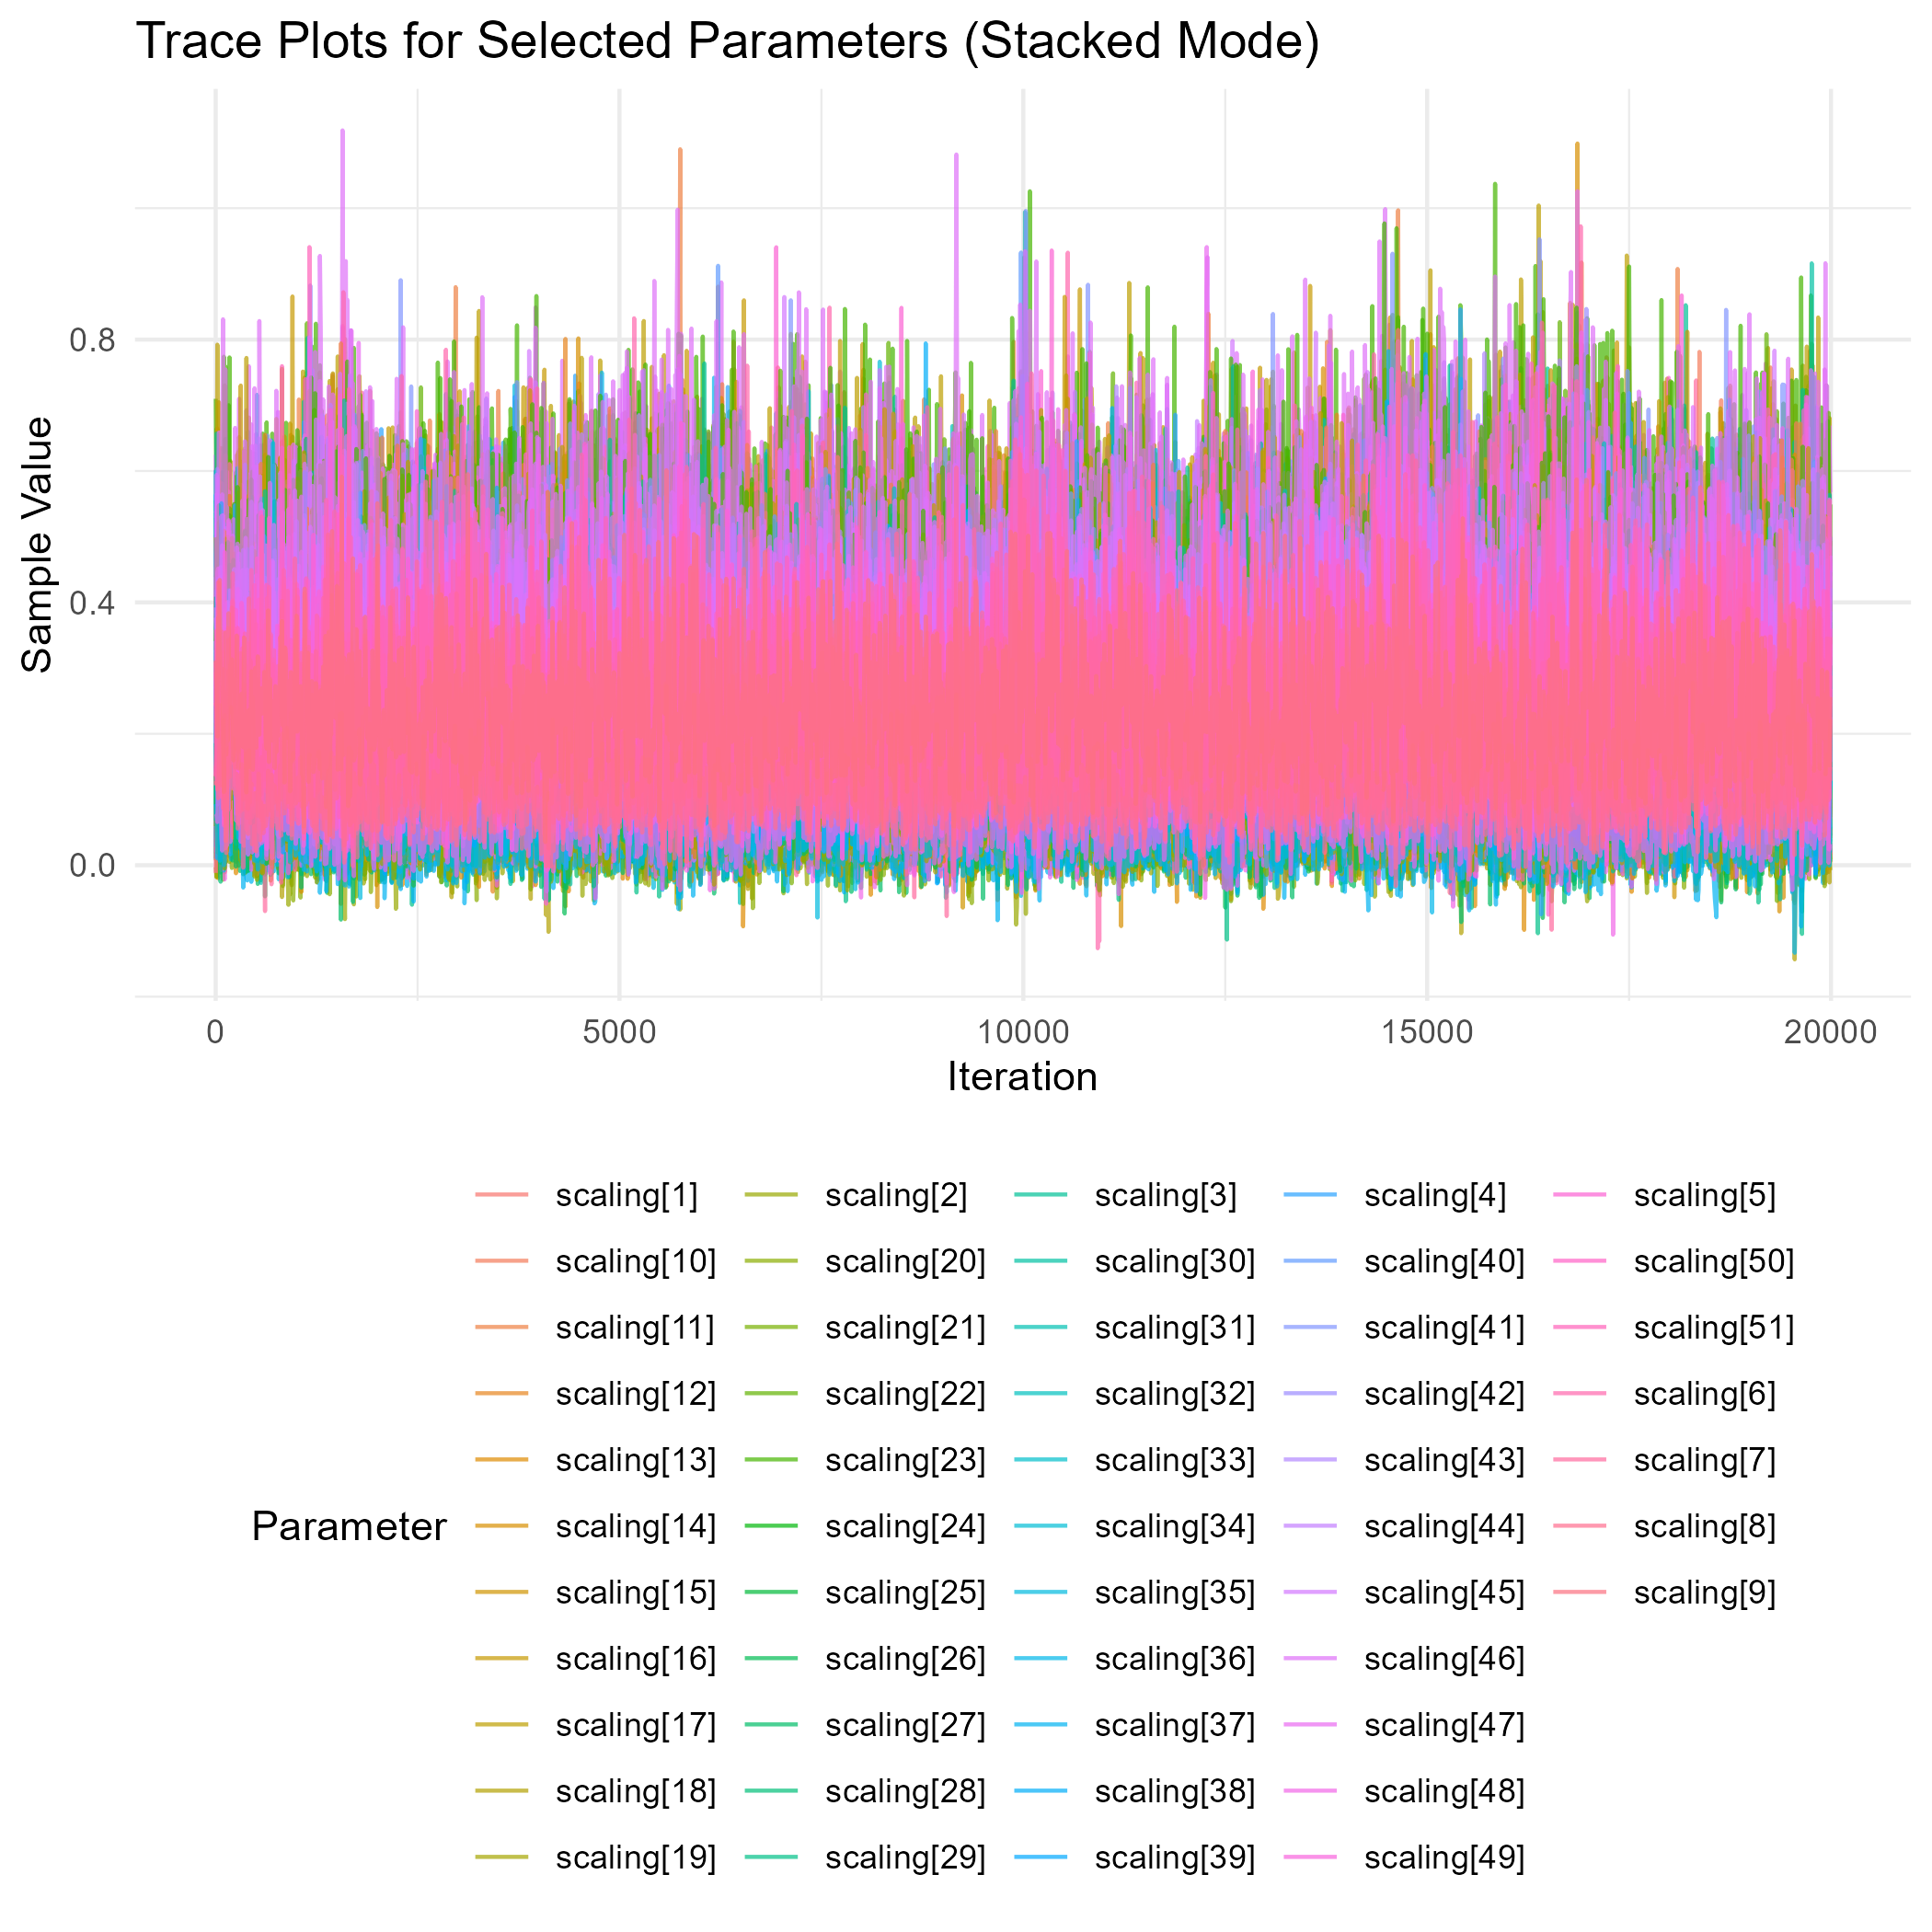 Trace Plots for Selected Parameters (Stacked Mode)
Sample Value
0.8
0.4
0.0
0 5000 10000 15000 20000
Iteration
Parameter
scaling[1] scaling[2] scaling[3] scaling[4] scaling[5]
scaling[10] scaling[20] scaling[30] scaling[40] scaling[50]
scaling[11] scaling[21] scaling[31] scaling[41] scaling[51]
scaling[12] scaling[22] scaling[32] scaling[42] scaling[6]
scaling[13] scaling[23] scaling[33] scaling[43] scaling[7]
scaling[14] scaling[24] scaling[34] scaling[44] scaling[8]
scaling[15] scaling[25] scaling[35] scaling[45] scaling[9]
scaling[16] scaling[26] scaling[36] scaling[46]
scaling[17] scaling[27] scaling[37] scaling[47]
scaling[18] scaling[28] scaling[38] scaling[48]
scaling[19] scaling[29] scaling[39] scaling[49]